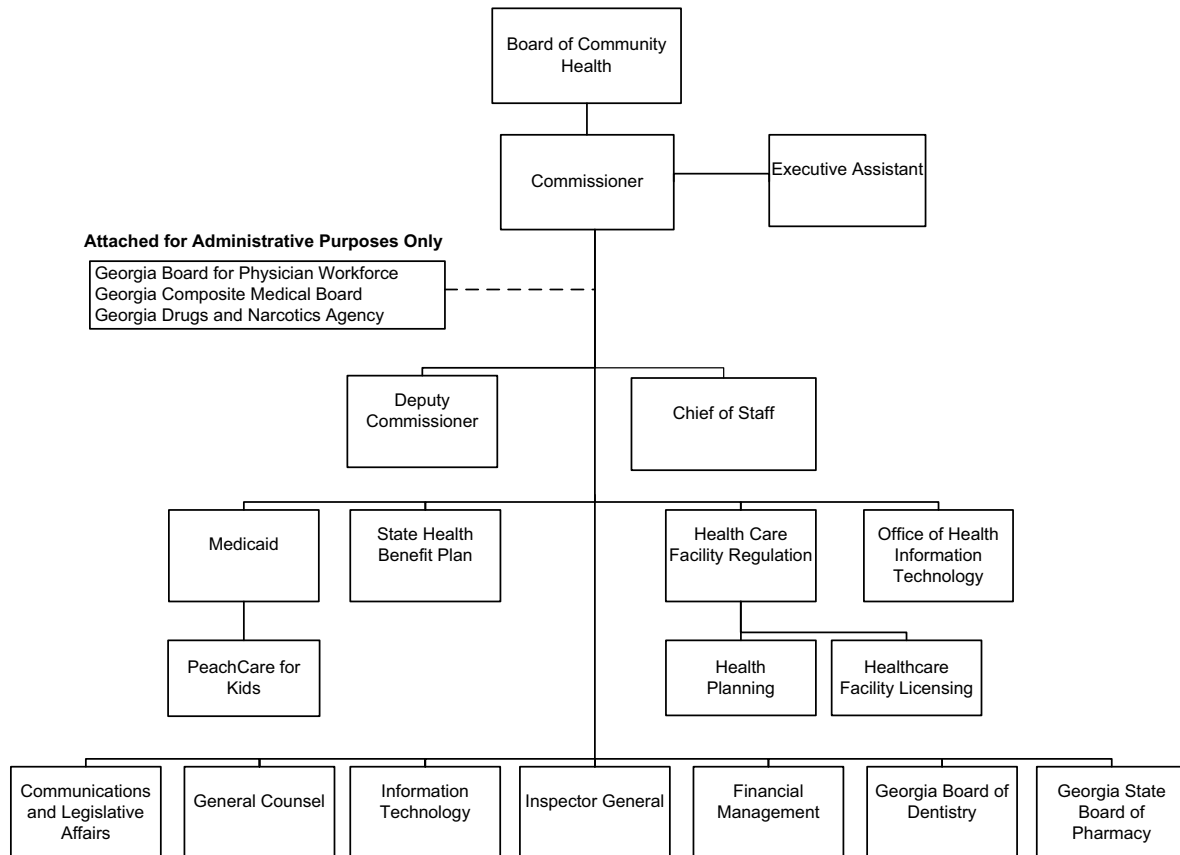 Board of Community
Health
Commissioner
Executive Assistant
Attached for Administrative Purposes Only
Georgia Board for Physician Workforce
Georgia Composite Medical Board
Georgia Drugs and Narcotics Agency
Deputy
Commissioner
Chief of Staff
Medicaid
State Health
Benefit Plan
Health Care
Facility Regulation
Office of Health
Information
Technology
PeachCare for
Kids
Health
Planning
Healthcare
Facility Licensing
Communications
and Legislative
Affairs
General Counsel
Information
Technology
Inspector General
Financial
Management
Georgia Board of
Dentistry
Georgia State
Board of
Pharmacy